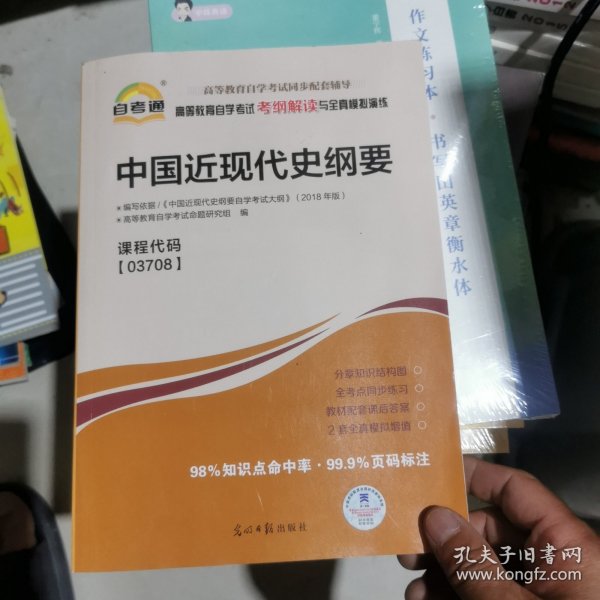 高等教育自学考试同步配套辅导
自考通
®
高等教育自学考试 考纲解读与全真模拟演练
中国近现代史纲要
编写依据/《中国近现代史纲要自学考试大纲》(2018年版)
高等教育自学考试命题研究组 编
课程代码
【03708】
分章知识结构图
全考点同步练习
教材配套课后答案
2套全真模拟密卷
98%知识点命中率·99.9%页码标注
光明日报出版社
作文练习本·书写
英章衡水体
孔夫子旧书网
www.kongfz.com